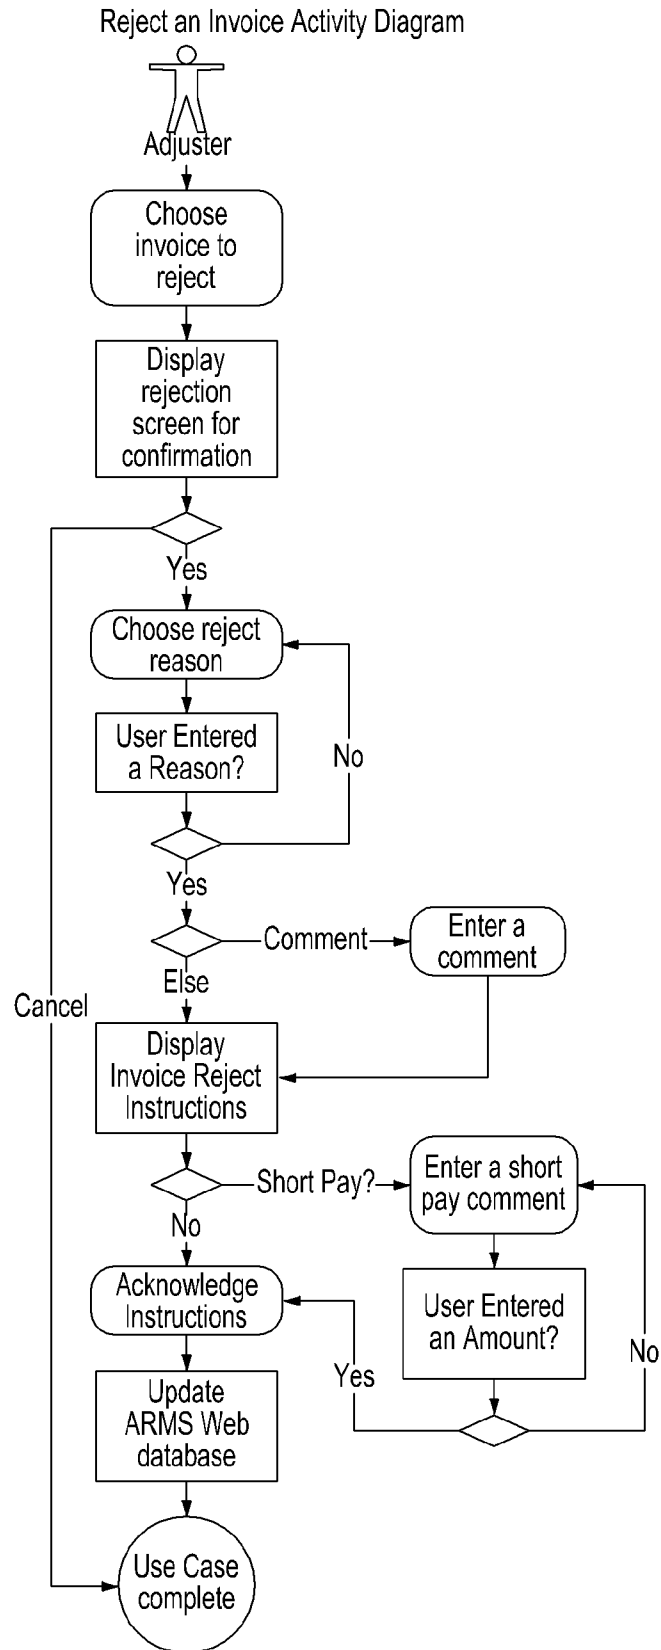 Reject an Invoice Activity Diagram
Adjuster
Choose
invoice to
reject
Display
rejection
screen for
confirmation
Yes
Choose reject
reason
User Entered
a Reason?
No
Yes
Comment
Enter a
comment
Else
Cancel
Display
Invoice Reject
Instructions
Short Pay?
Enter a short
pay comment
No
Acknowledge
Instructions
User Entered
an Amount?
No
Yes
Update
ARMS Web
database
Use Case
complete